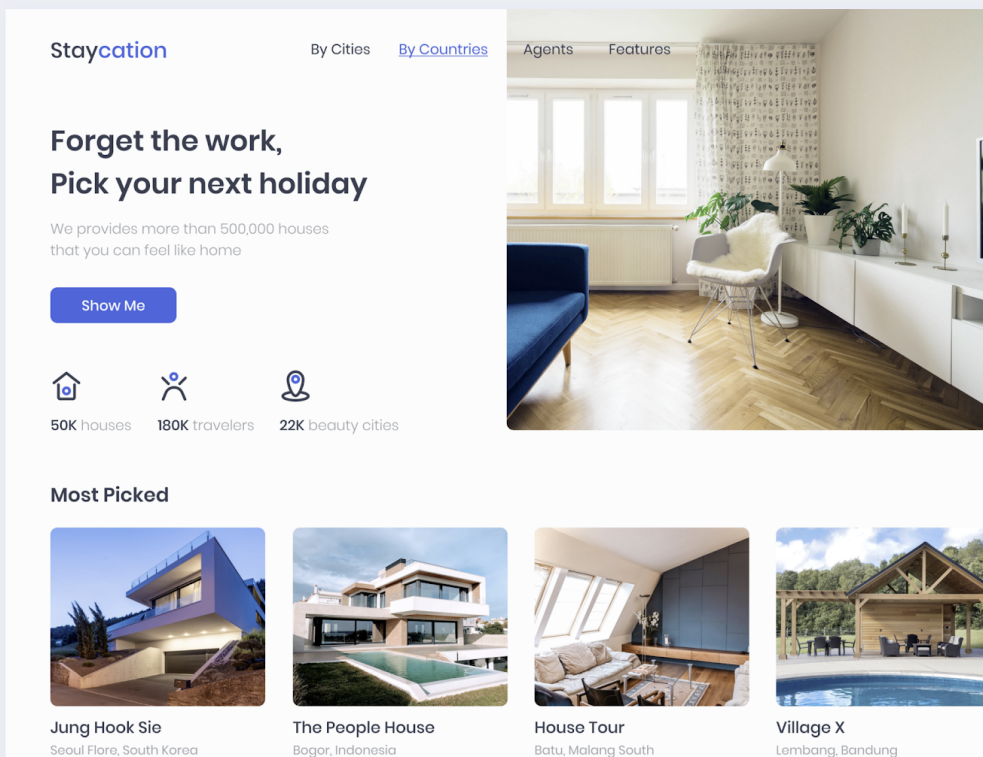 Staycation
By Cities By Countries Agents Features
Forget the work,
Pick your next holiday
We provides more than 500,000 houses
that you can feel like home
Show Me
50K houses 180K travelers 22K beauty cities
Most Picked
Jung Hook Sie
Seoul Flore, South Korea
The People House
Bogor, Indonesia
House Tour
Batu, Malang South
Village X
Lembang, Bandung